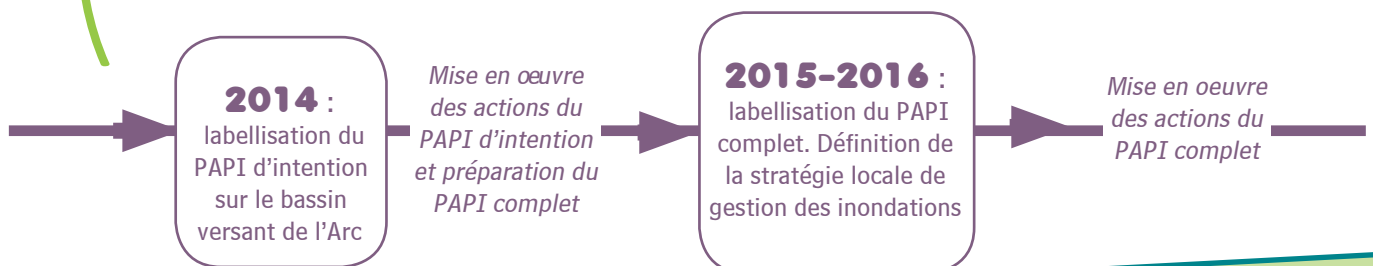 2014 :
labellisation du
PAPI d'intention
sur le bassin
versant de l'Arc
Mise en œuvre
des actions du
PAPI d'intention
et préparation du
PAPI complet
2015-2016 :
labellisation du PAPI
complet. Définition de
la stratégie locale de
gestion des inondations
Mise en oeuvre
des actions du
PAPI complet